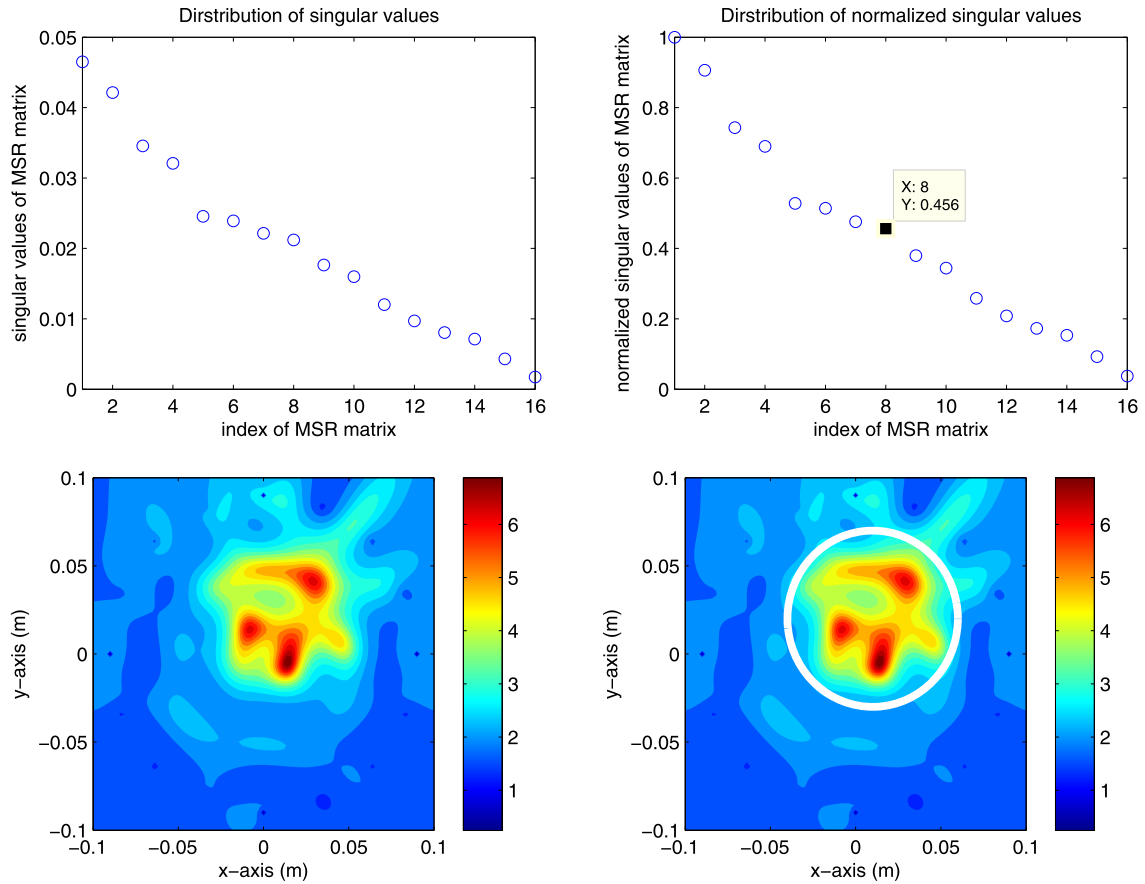 Dirstribution of singular values
0.05
0.04
0.03
0.02
0.01
0
singular values of MSR matrix
2 4 6 8 10 12 14 16
index of MSR matrix
Dirstribution of normalized singular values
1
0.8
0.6
0.4
0.2
0
normalized singular values of MSR matrix
X: 8
Y: 0.456
2 4 6 8 10 12 14 16
index of MSR matrix
0.1
0.05
0
−0.05
−0.1
y−axis (m)
−0.1 −0.05 0 0.05 0.1
x−axis (m)
6
5
4
3
2
1
0.1
0.05
0
−0.05
−0.1
y−axis (m)
−0.1 −0.05 0 0.05 0.1
x−axis (m)
6
5
4
3
2
1